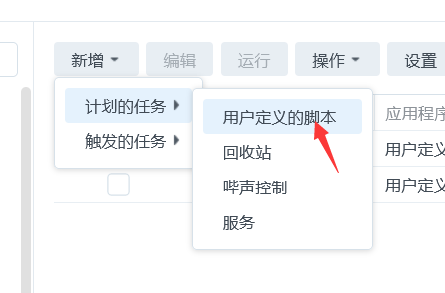 新增 编辑 运行 操作 设置
计划的任务
触发的任务
用户定义的脚本
回收站
哔声控制
服务
应用程序
用户定义
用户定义